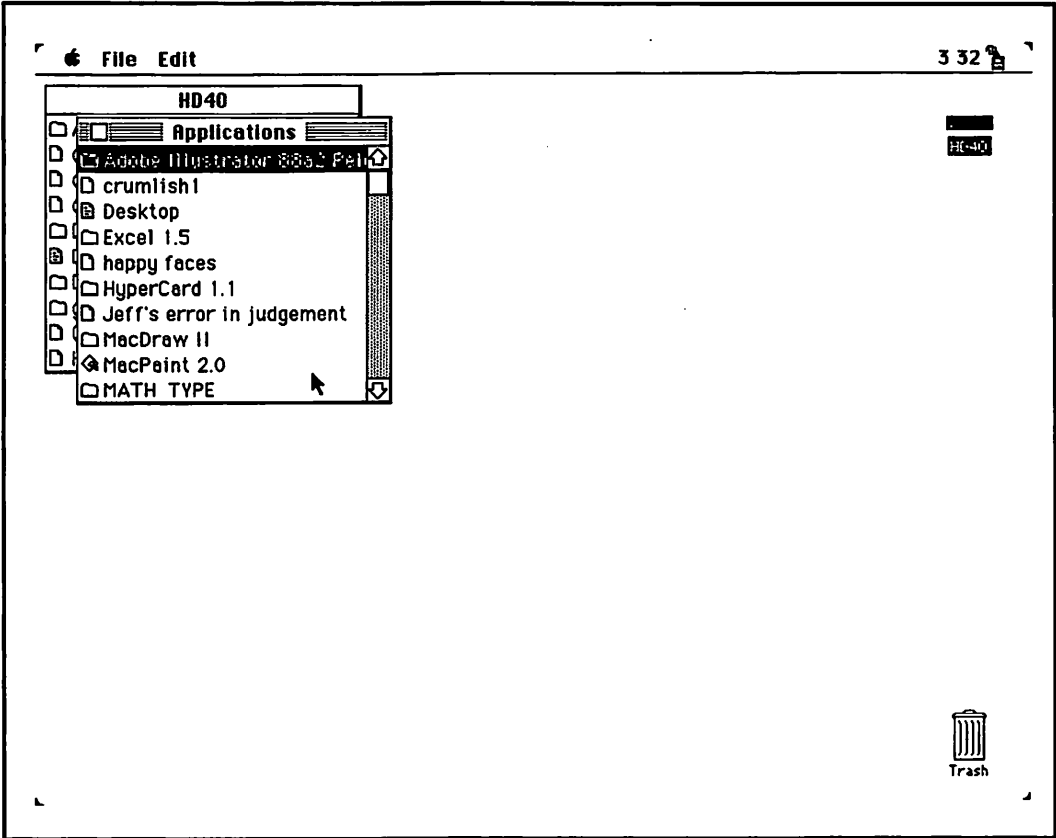 File Edit 3 32
HD40
Applications
Adobe Illustrator 88a2
crumlish1
Desktop
Excel 1.5
happy faces
HyperCard 1.1
Jeff's error in judgement
MacDraw II
MacPaint 2.0
MATH TYPE
HD40
Trash